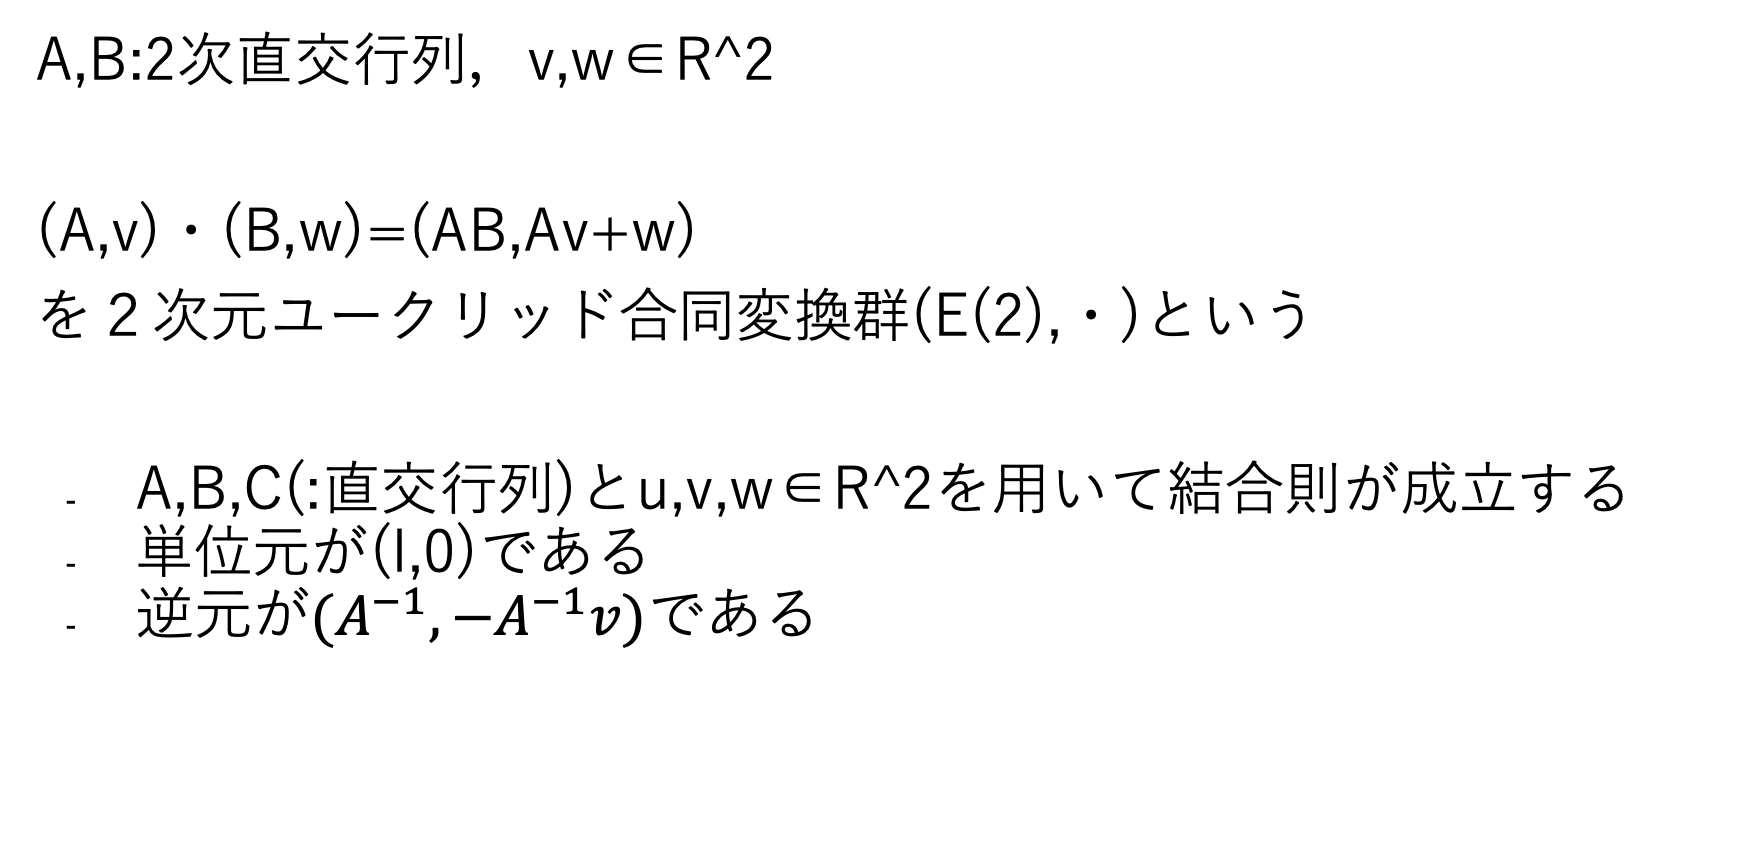 A,B:2次直交行列, v,w∈R^2
(A,v)・(B,w)=(AB,Av+w)
を２次元ユークリッド合同変換群(E(2),・)という
- A,B,C(:直交行列)とu,v,w∈R^2を用いて結合則が成立する
- 単位元が(I,0)である
- 逆元が(A⁻¹, −A⁻¹v)である